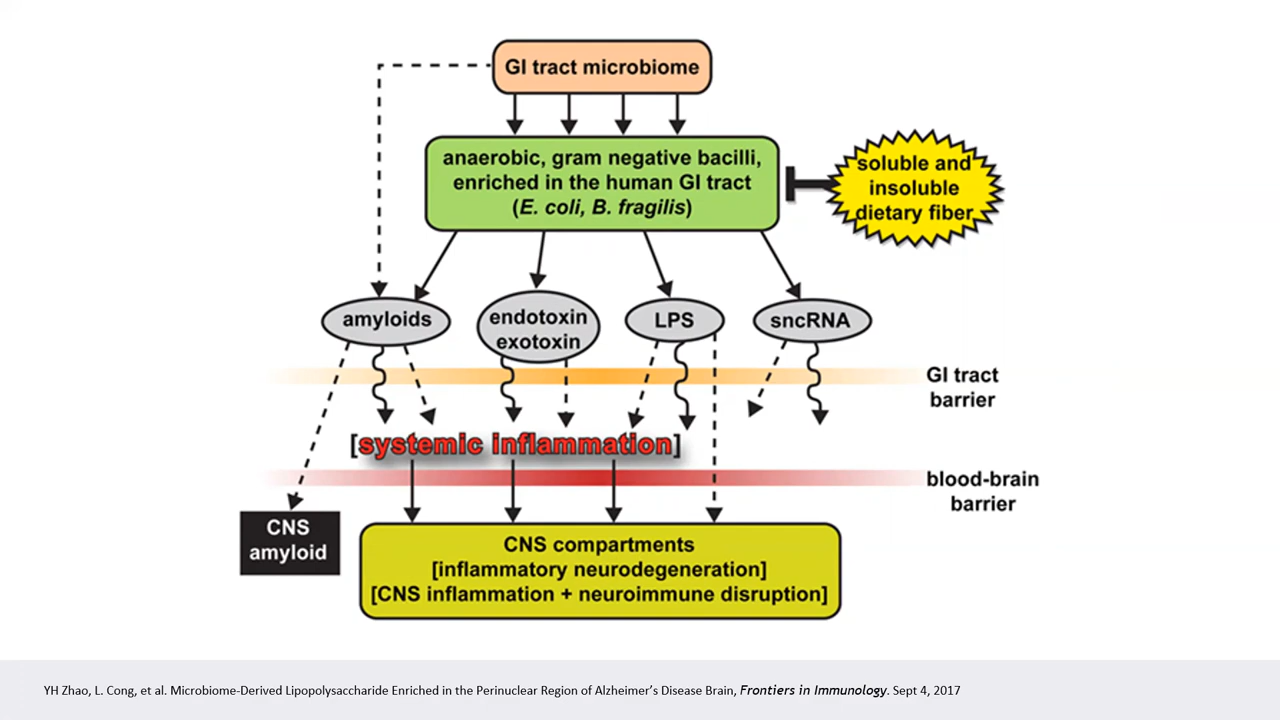 GI tract microbiome
anaerobic, gram negative bacilli,
enriched in the human GI tract
(E. coli, B. fragilis)
soluble and
insoluble
dietary fiber
amyloids
endotoxin
exotoxin
LPS
sncRNA
GI tract
barrier
[systemic inflammation]
blood-brain
barrier
CNS
amyloid
CNS compartments
[inflammatory neurodegeneration]
[CNS inflammation + neuroimmune disruption]
YH Zhao, L. Cong, et al. Microbiome-Derived Lipopolysaccharide Enriched in the Perinuclear Region of Alzheimer’s Disease Brain, Frontiers in Immunology. Sept 4, 2017